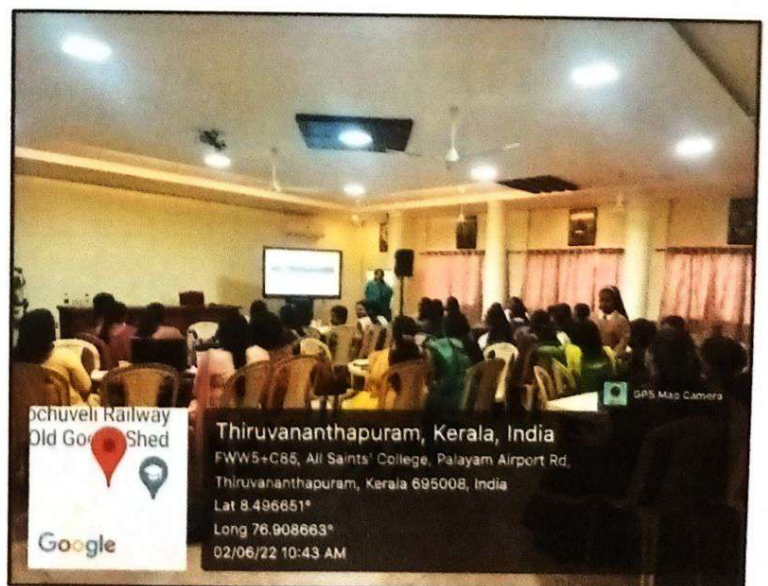 GPS Map Camera
ochuveli Railway
Old Goo Shed
Google
Thiruvananthapuram, Kerala, India
FWW5+C85, All Saints' College, Palayam Airport Rd,
Thiruvananthapuram, Kerala 695008, India
Lat 8.496651°
Long 76.908663°
02/06/22 10:43 AM